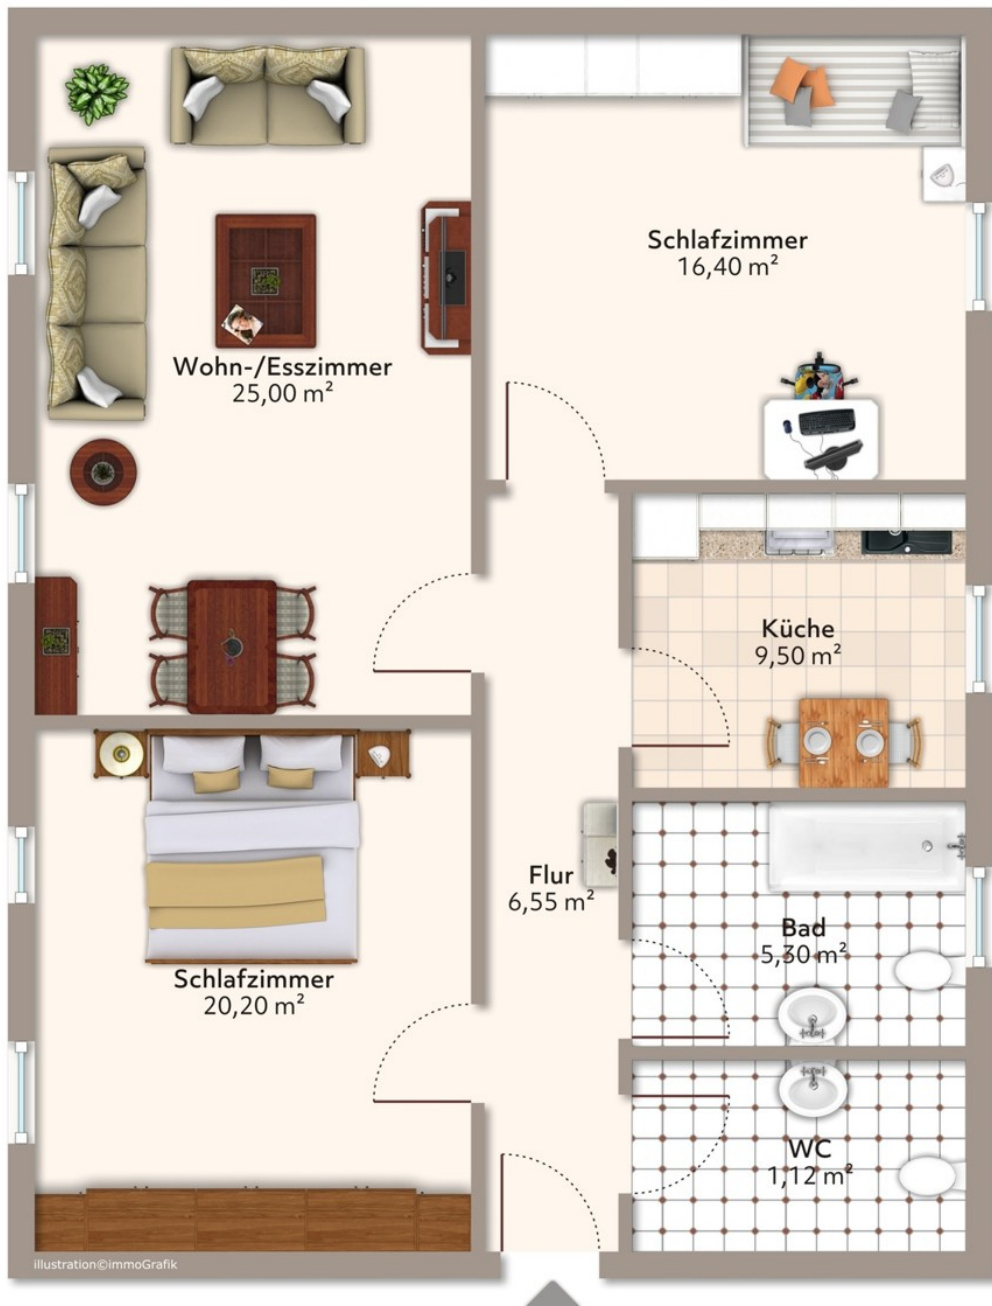 Schlafzimmer
16,40 m²
Wohn-/Esszimmer
25,00 m²
Küche
9,50 m²
Flur
6,55 m²
Bad
5,30 m²
Schlafzimmer
20,20 m²
WC
1,12 m²
illustration©immoGrafik